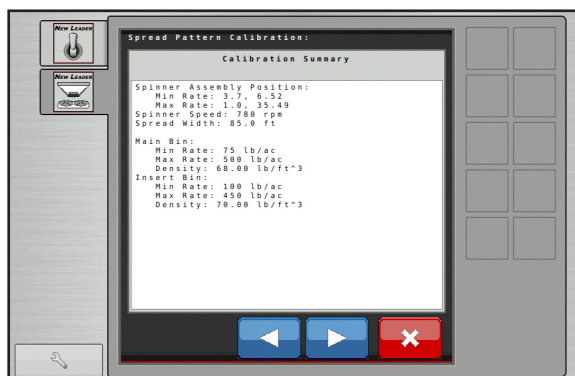 NEW LEADER
NEW LEADER
Spread Pattern Calibration:
Calibration Summary
Spinner Assembly Position:
Min Rate: 3.7, 6.52
Max Rate: 1.0, 35.49
Spinner Speed: 780 rpm
Spread Width: 85.0 ft
Main Bin:
Min Rate: 75 lb/ac
Max Rate: 500 lb/ac
Density: 68.00 lb/ft^3
Insert Bin:
Min Rate: 100 lb/ac
Max Rate: 450 lb/ac
Density: 70.00 lb/ft^3